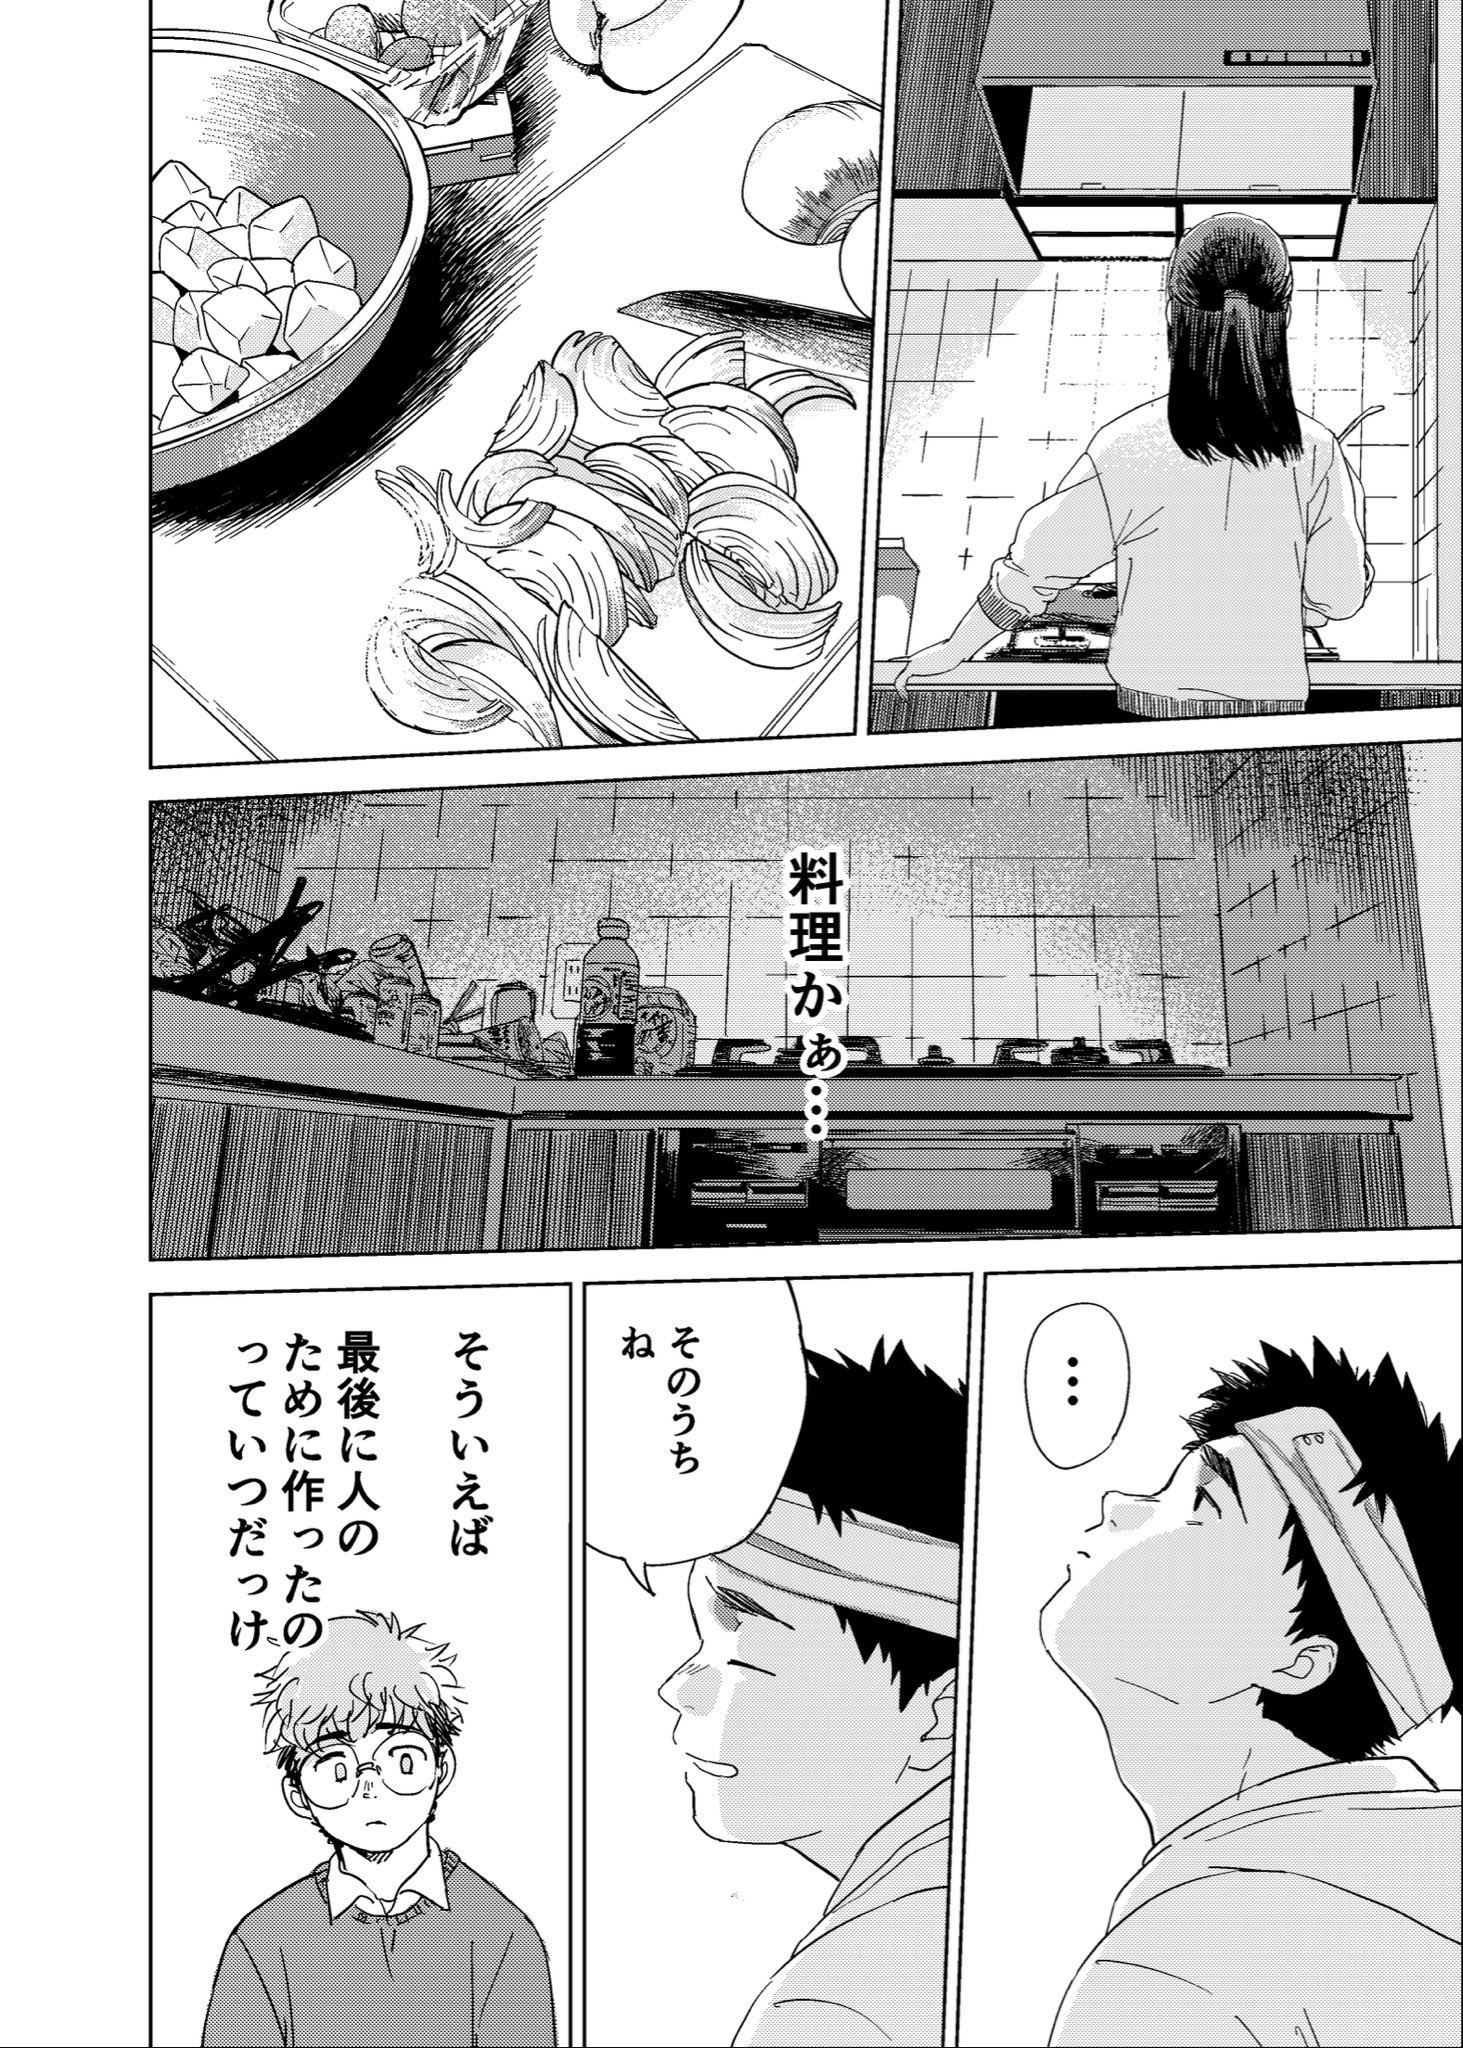 料理かぁ…
…
そのうち
ね
そういえば
最後に人の
ために作ったの
っていつだっけ